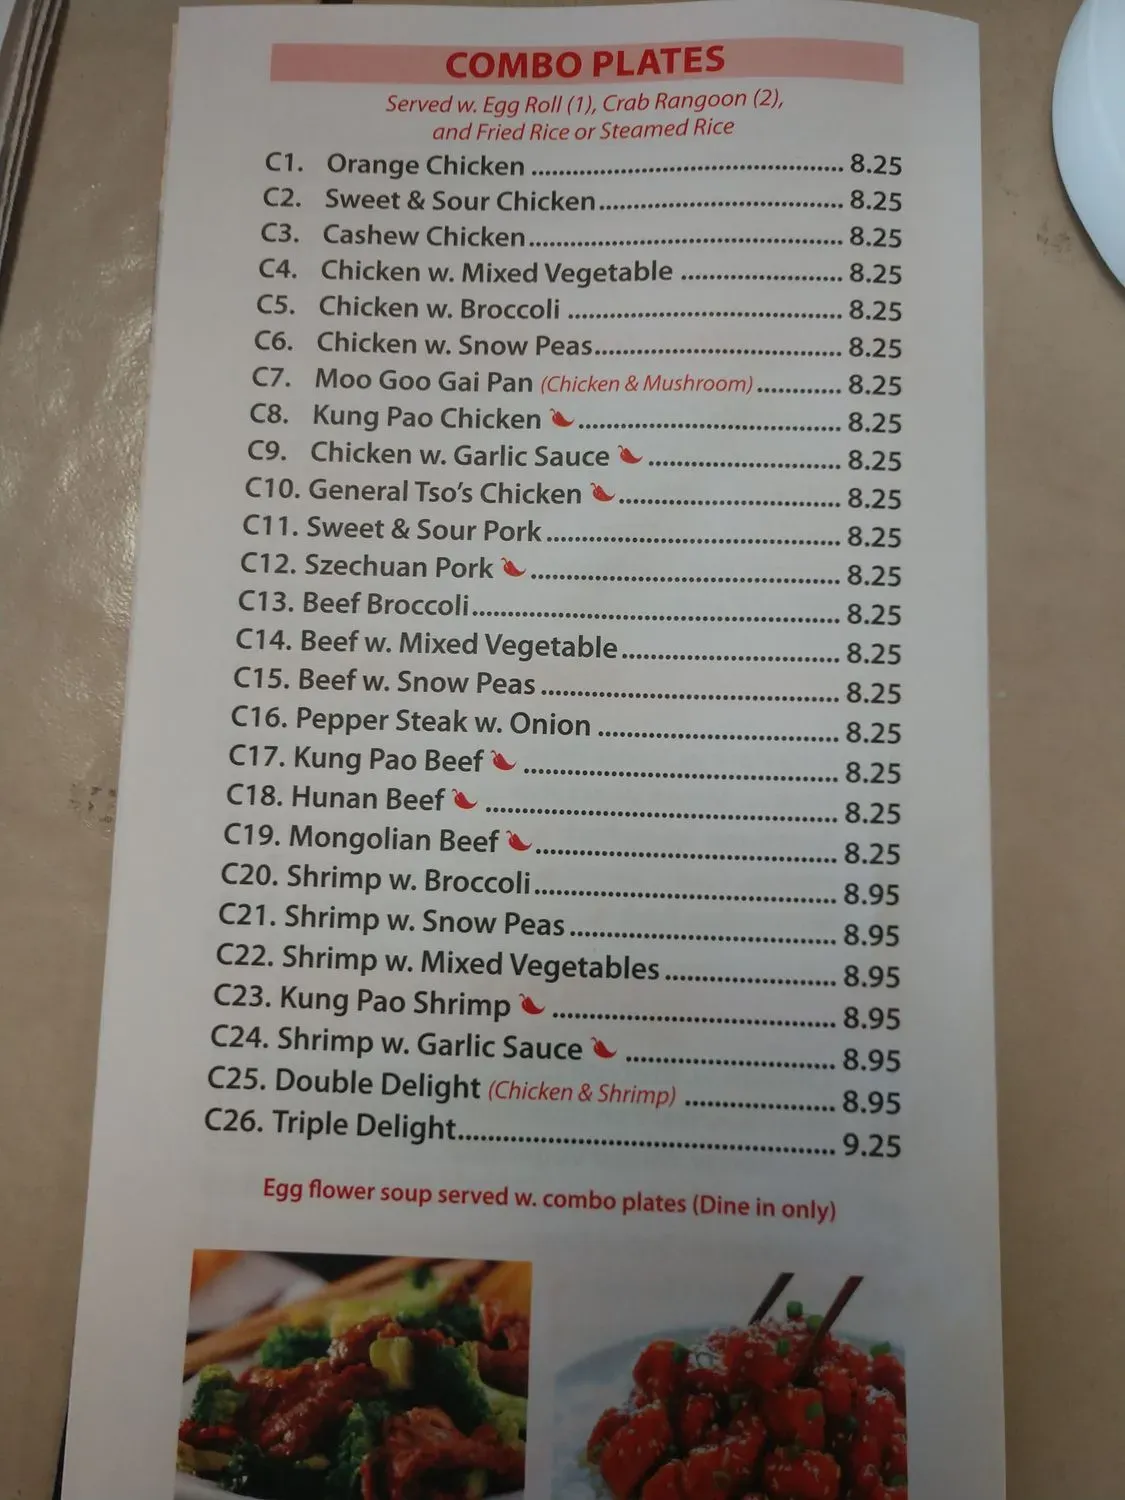 COMBO PLATES
Served w. Egg Roll (1), Crab Rangoon (2),
and Fried Rice or Steamed Rice
C1. Orange Chicken 8.25
C2. Sweet & Sour Chicken 8.25
C3. Cashew Chicken 8.25
C4. Chicken w. Mixed Vegetable 8.25
C5. Chicken w. Broccoli 8.25
C6. Chicken w. Snow Peas 8.25
C7. Moo Goo Gai Pan (Chicken & Mushroom) 8.25
C8. Kung Pao Chicken 8.25
C9. Chicken w. Garlic Sauce 8.25
C10. General Tso's Chicken 8.25
C11. Sweet & Sour Pork 8.25
C12. Szechuan Pork 8.25
C13. Beef Broccoli 8.25
C14. Beef w. Mixed Vegetable 8.25
C15. Beef w. Snow Peas 8.25
C16. Pepper Steak w. Onion 8.25
C17. Kung Pao Beef 8.25
C18. Hunan Beef 8.25
C19. Mongolian Beef 8.25
C20. Shrimp w. Broccoli 8.95
C21. Shrimp w. Snow Peas 8.95
C22. Shrimp w. Mixed Vegetables 8.95
C23. Kung Pao Shrimp 8.95
C24. Shrimp w. Garlic Sauce 8.95
C25. Double Delight (Chicken & Shrimp) 8.95
C26. Triple Delight 9.25
Egg flower soup served w. combo plates (Dine in only)